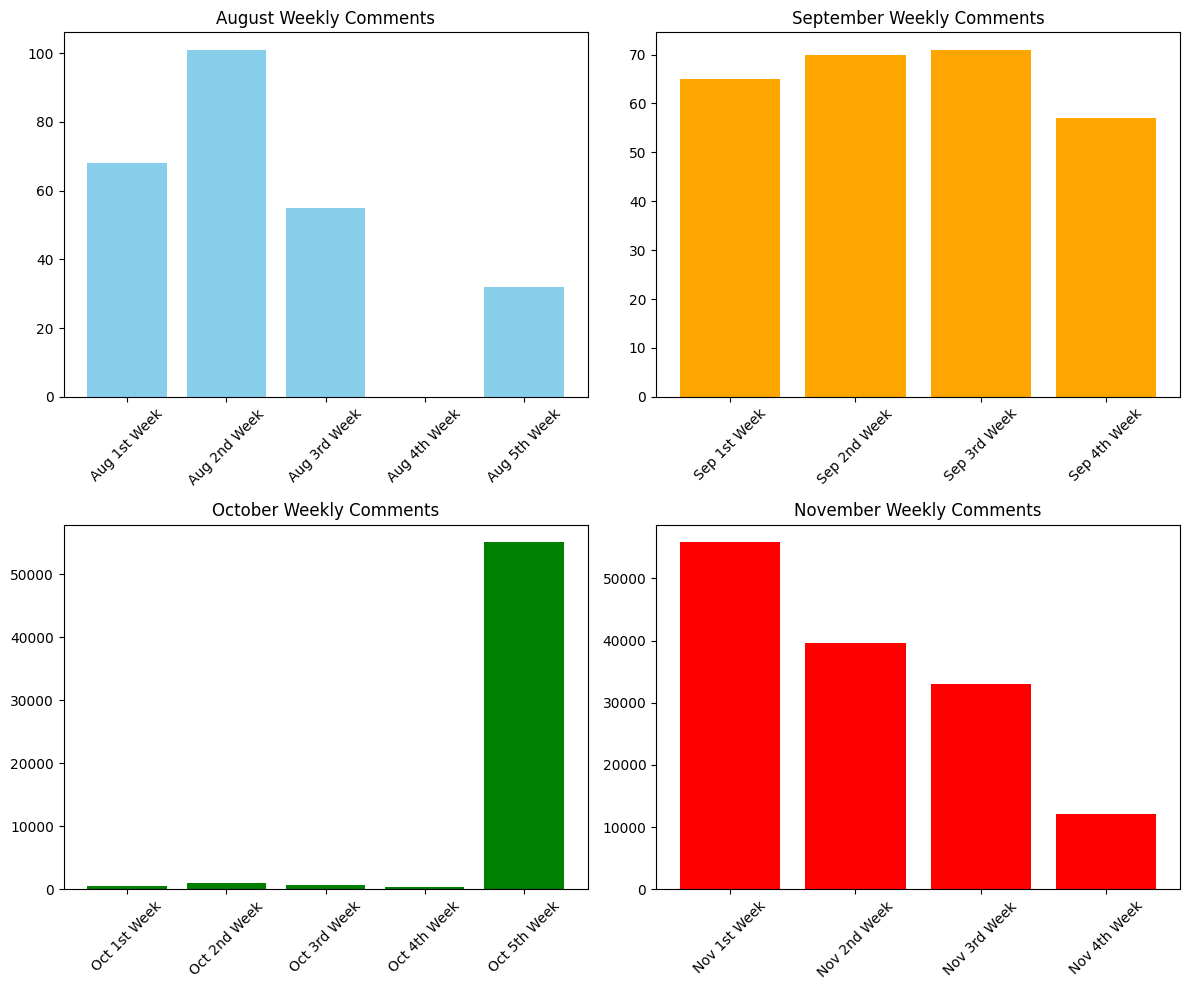 August Weekly Comments
100
80
60
40
20
0
Aug 1st Week
Aug 2nd Week
Aug 3rd Week
Aug 4th Week
Aug 5th Week
September Weekly Comments
70
60
50
40
30
20
10
0
Sep 1st Week
Sep 2nd Week
Sep 3rd Week
Sep 4th Week
October Weekly Comments
50000
40000
30000
20000
10000
0
Oct 1st Week
Oct 2nd Week
Oct 3rd Week
Oct 4th Week
Oct 5th Week
November Weekly Comments
50000
40000
30000
20000
10000
0
Nov 1st Week
Nov 2nd Week
Nov 3rd Week
Nov 4th Week